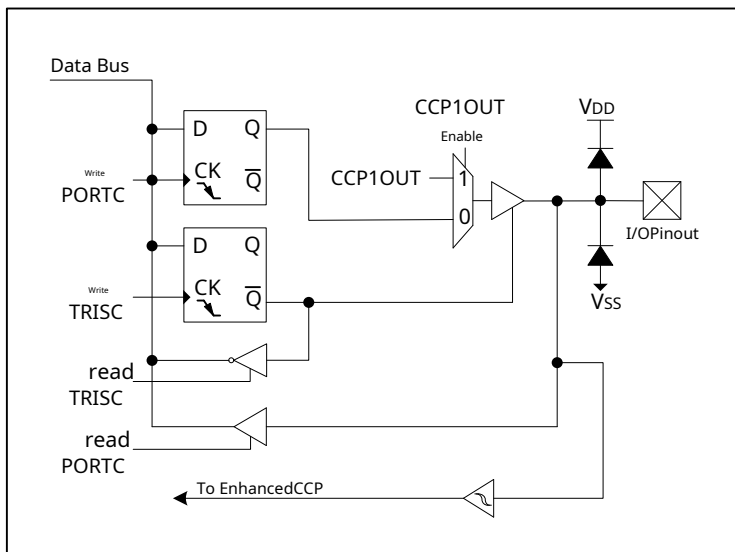 Data Bus
CCP1OUT
VDD
Enable
D Q
Write
PORTC
CK Q
CCP1OUT
1
0
I/OPinout
D Q
Write
TRISC
CK Q
VSS
read
TRISC
read
PORTC
To EnhancedCCP